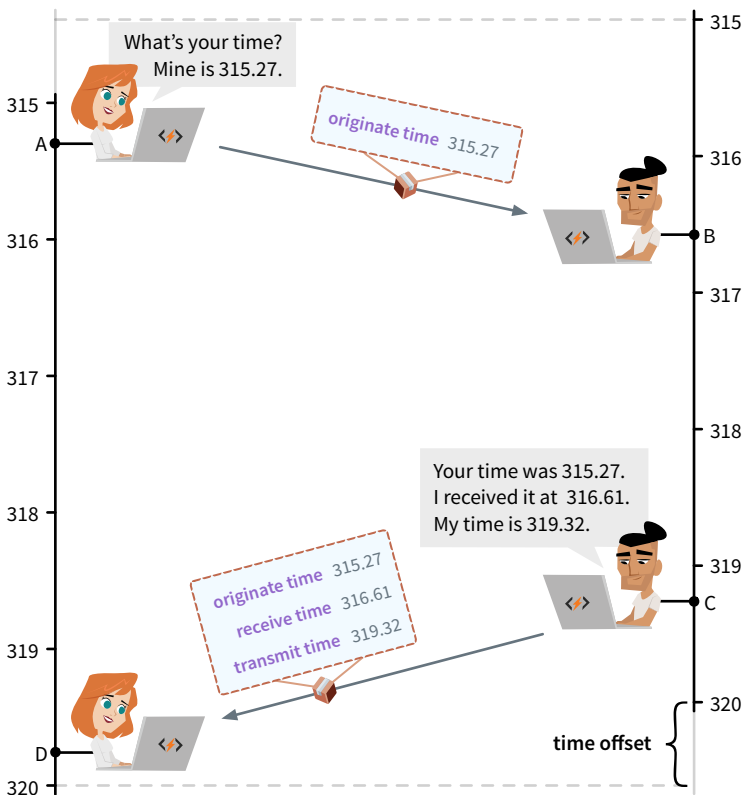 What's your time?
Mine is 315.27.
315
A
316
317
318
319
D
320
originate time 315.27
315
316
B
317
318
319
C
320
Your time was 315.27.
I received it at 316.61.
My time is 319.32.
originate time 315.27
receive time 316.61
transmit time 319.32
time offset